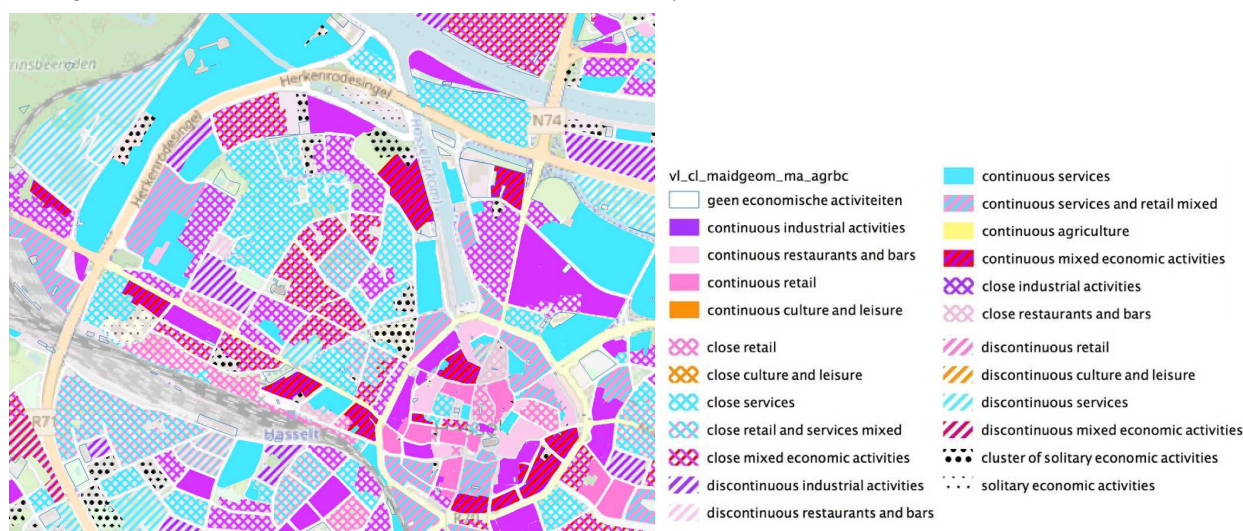 rinsbeemden
Herkenrodesingel
Herkenrodesingel
N74
R71
Hasselt
vl_cl_maidgeom_ma_agrbc
geen economische activiteiten
continuous industrial activities
continuous restaurants and bars
continuous retail
continuous culture and leisure
close retail
close culture and leisure
close services
close retail and services mixed
close mixed economic activities
discontinuous industrial activities
discontinuous restaurants and bars
continuous services
continuous services and retail mixed
continuous agriculture
continuous mixed economic activities
close industrial activities
close restaurants and bars
discontinuous retail
discontinuous culture and leisure
discontinuous services
discontinuous mixed economic activities
cluster of solitary economic activities
solitary economic activities